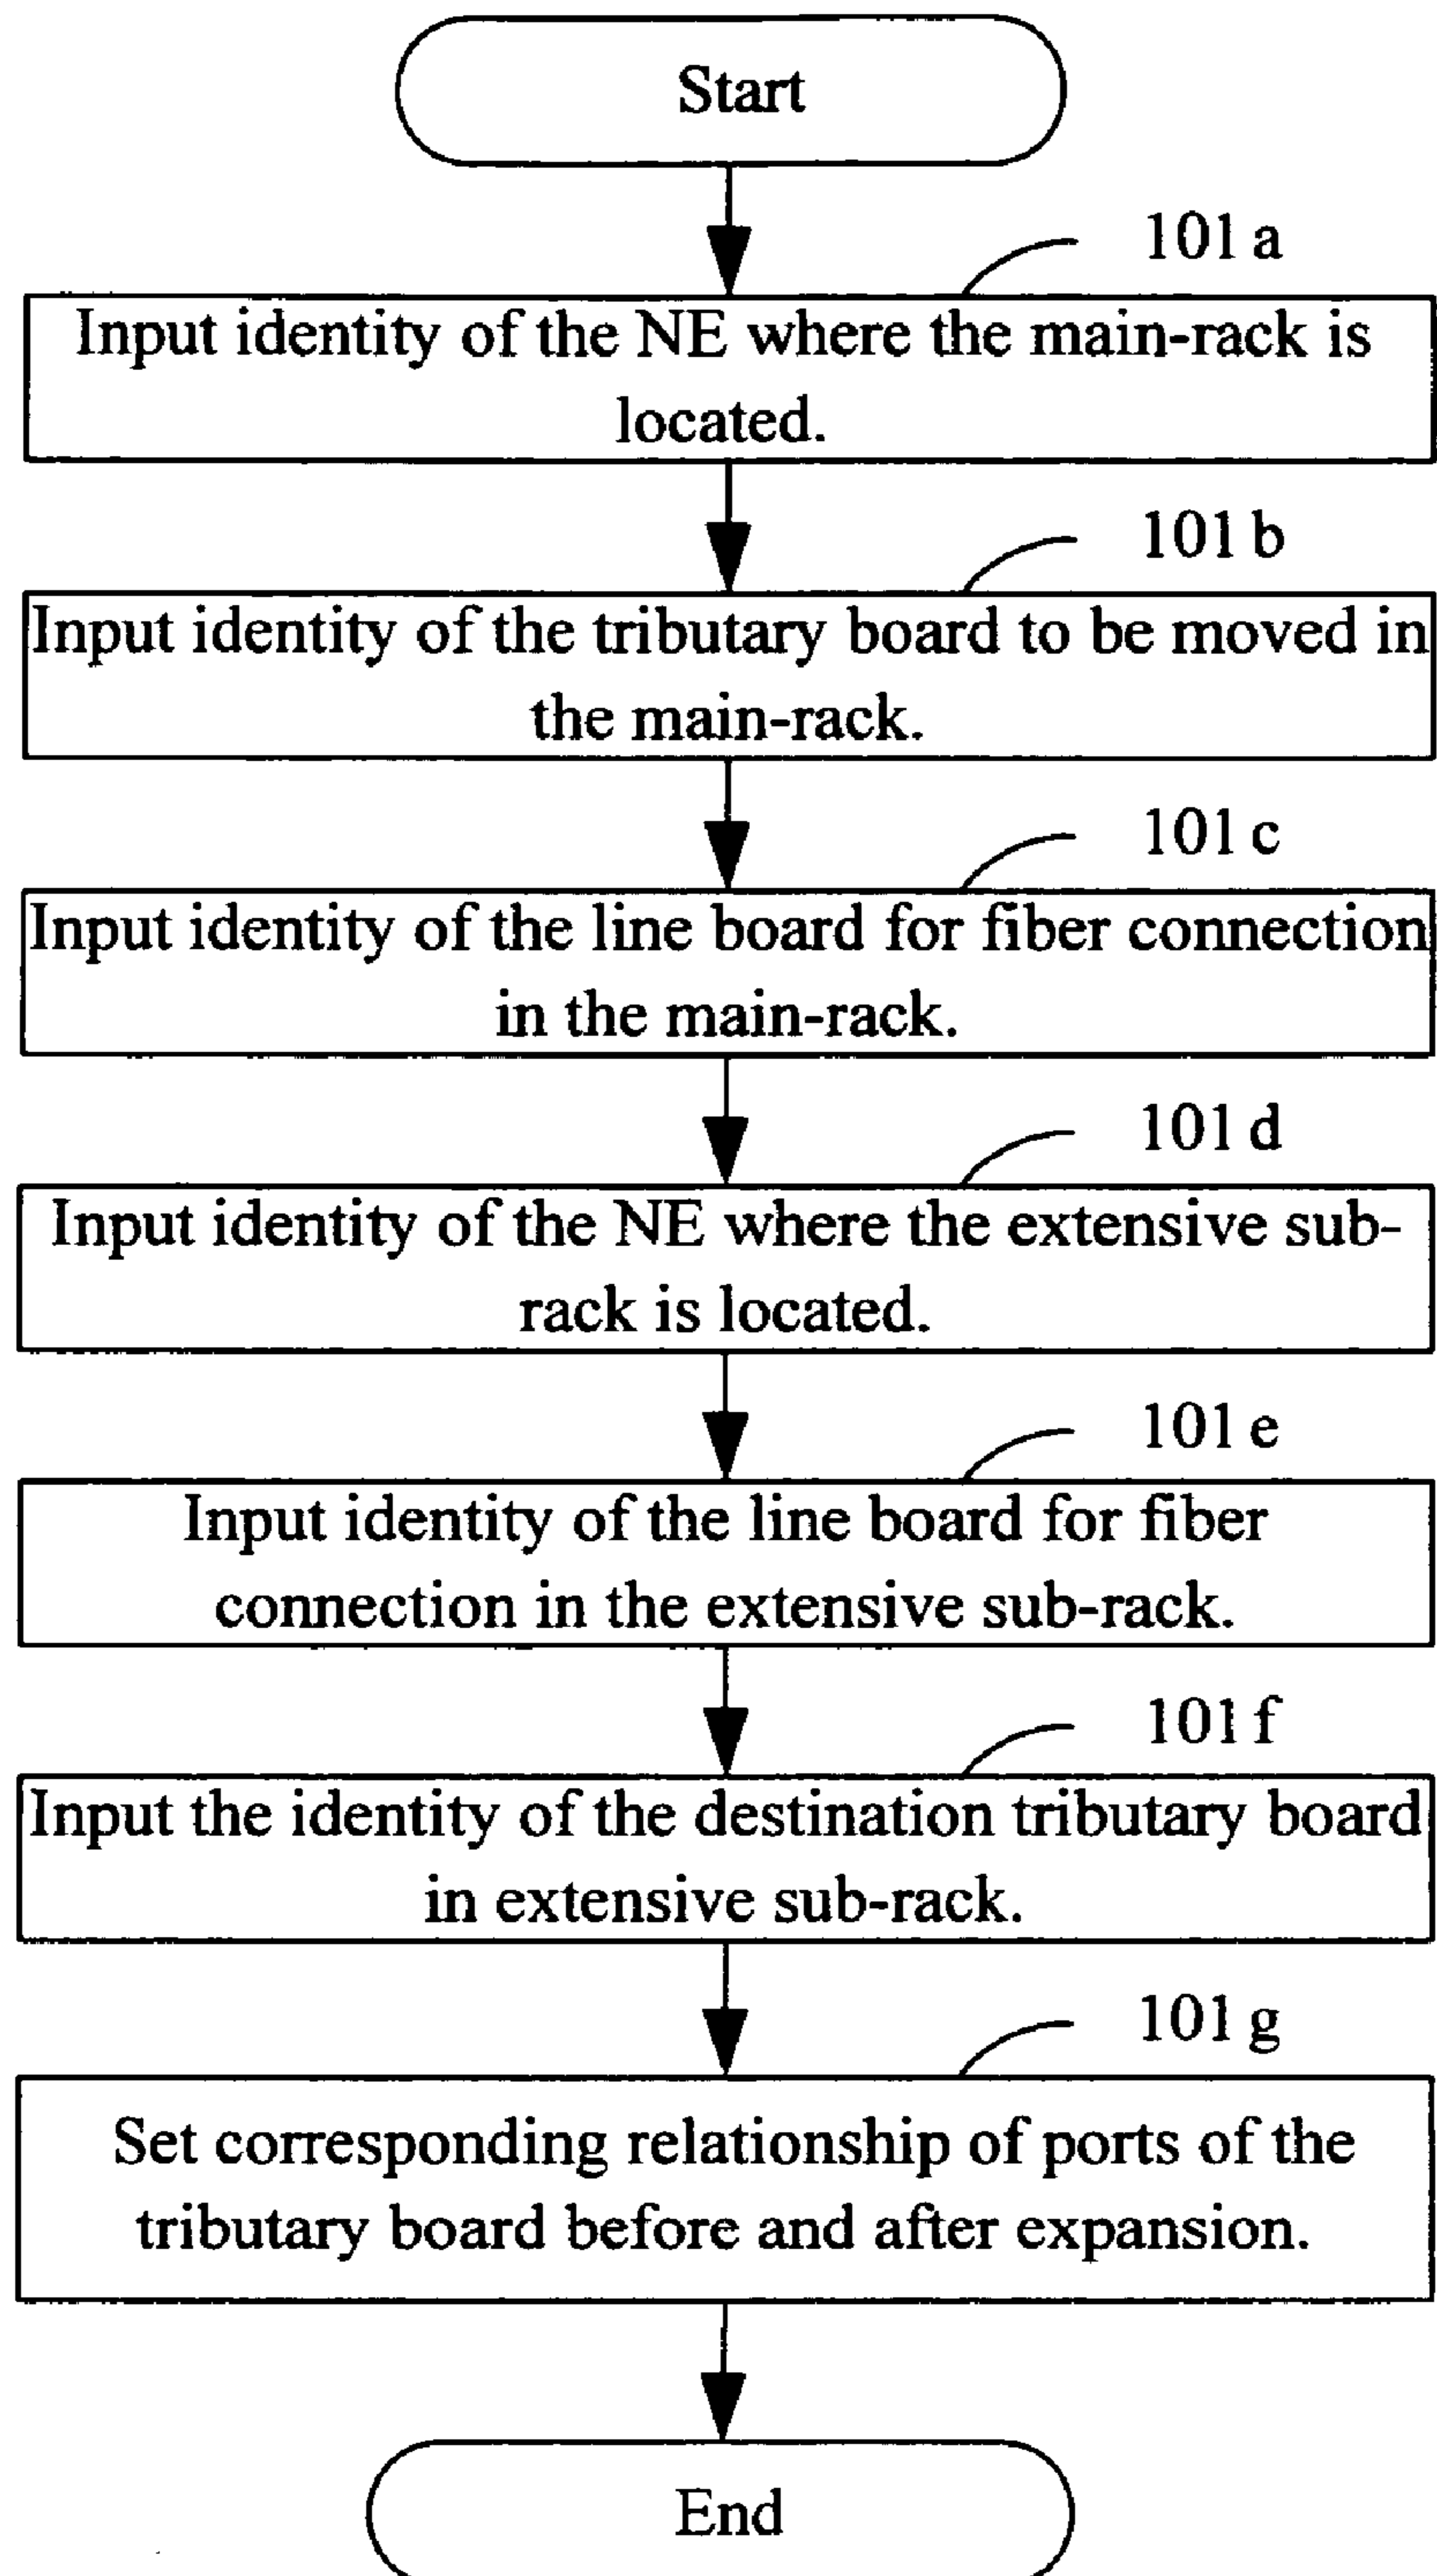 Start
101 a
Input identity of the NE where the main-rack is
located.
101 b
Input identity of the tributary board to be moved in
the main-rack.
101 c
Input identity of the line board for fiber connection
in the main-rack.
101 d
Input identity of the NE where the extensive sub-
rack is located.
101 e
Input identity of the line board for fiber
connection in the extensive sub-rack.
101 f
Input the identity of the destination tributary board
in extensive sub-rack.
101 g
Set corresponding relationship of ports of the
tributary board before and after expansion.
End